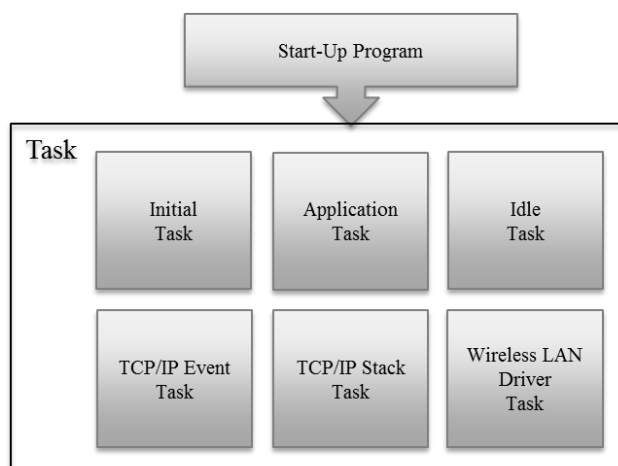 Start-Up Program
Task
Initial
Task
Application
Task
Idle
Task
TCP/IP Event
Task
TCP/IP Stack
Task
Wireless LAN
Driver
Task